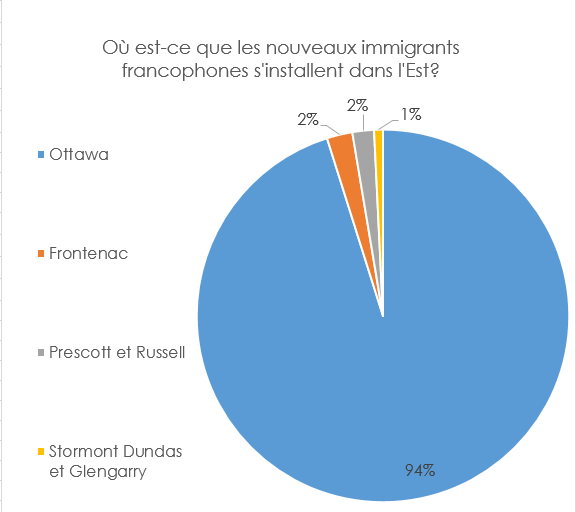 Où est-ce que les nouveaux immigrants
francophones s'installent dans l'Est?
2%
2%
1%
Ottawa
Frontenac
Prescott et Russell
Stormont Dundas
et Glengarry
94%